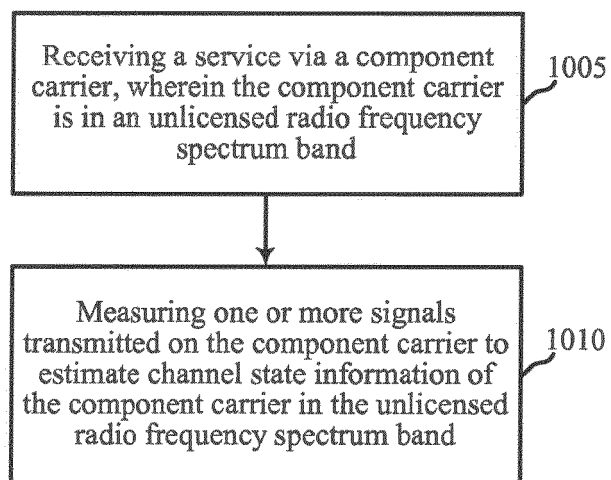 Receiving a service via a component
carrier, wherein the component carrier
is in an unlicensed radio frequency
spectrum band
1005
Measuring one or more signals
transmitted on the component carrier to
estimate channel state information of
the component carrier in the unlicensed
radio frequency spectrum band
1010